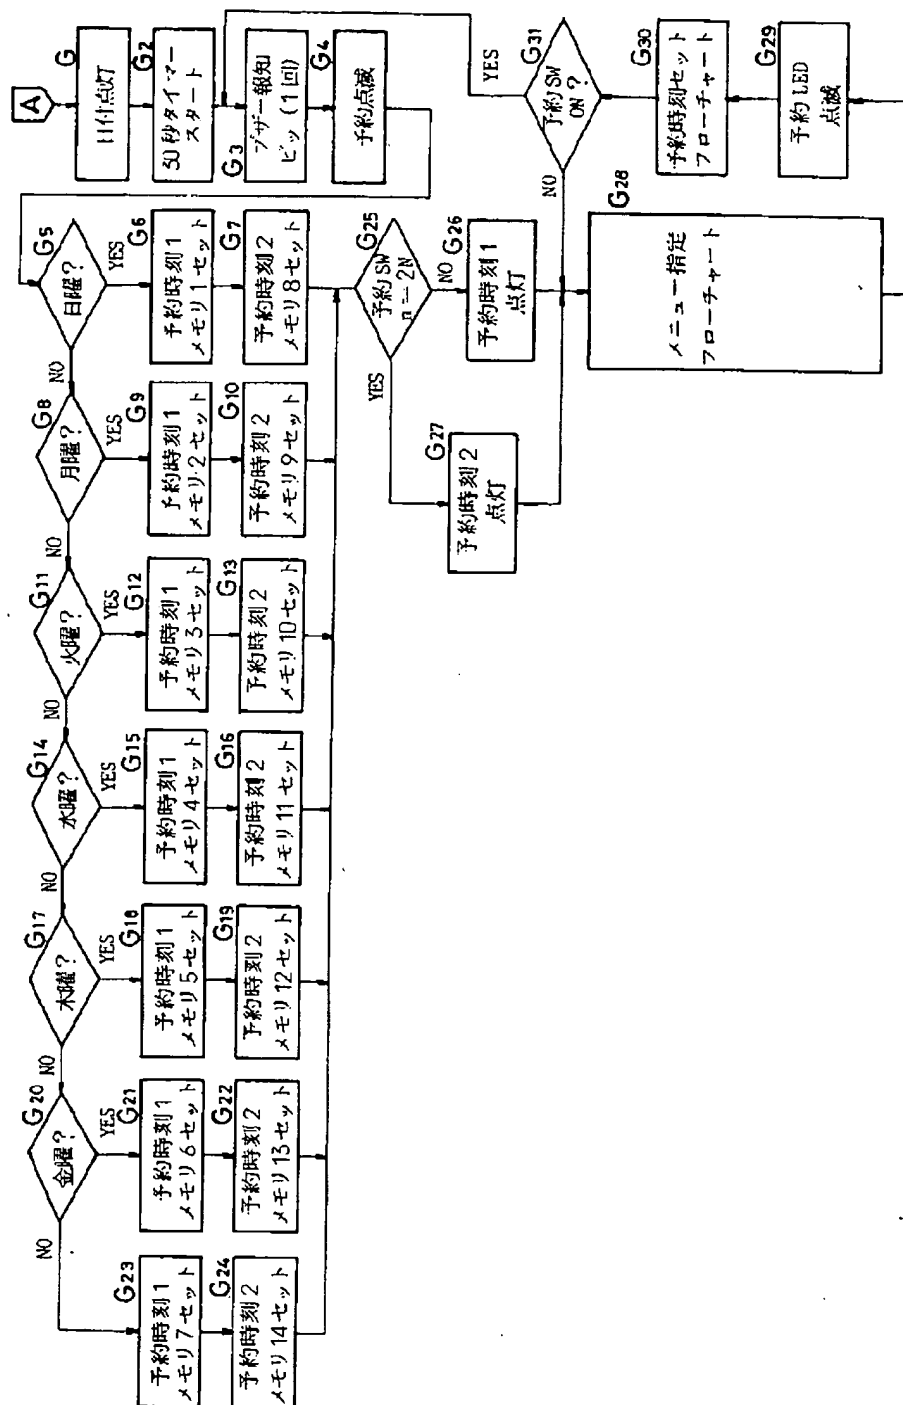 A
G
日付点灯
G2
30秒タイマー
スタート
G3
ブザー報知
ピッ(1回)
G4
予約点滅
G5
日曜?
YES
NO
G6
予約時刻1
メモリ1セット
G7
予約時刻2
メモリ8セット
G8
月曜?
YES
NO
G9
予約時刻1
メモリ2セット
G10
予約時刻2
メモリ9セット
G11
火曜?
YES
NO
G12
予約時刻1
メモリ3セット
G13
予約時刻2
メモリ10セット
G14
水曜?
YES
NO
G15
予約時刻1
メモリ4セット
G16
予約時刻2
メモリ11セット
G17
木曜?
YES
NO
G18
予約時刻1
メモリ5セット
G19
予約時刻2
メモリ12セット
G20
金曜?
YES
NO
G21
予約時刻1
メモリ6セット
G22
予約時刻2
メモリ13セット
G23
予約時刻1
メモリ7セット
G24
予約時刻2
メモリ14セット
G25
予約SW
n=2N
NO
YES
G26
予約時刻1
点灯
G27
予約時刻2
点灯
G28
メニュー指定
フローチャート
G29
予約LED
点滅
G30
予約時刻セット
フローチャート
G31
予約SW
ON?
YES
NO